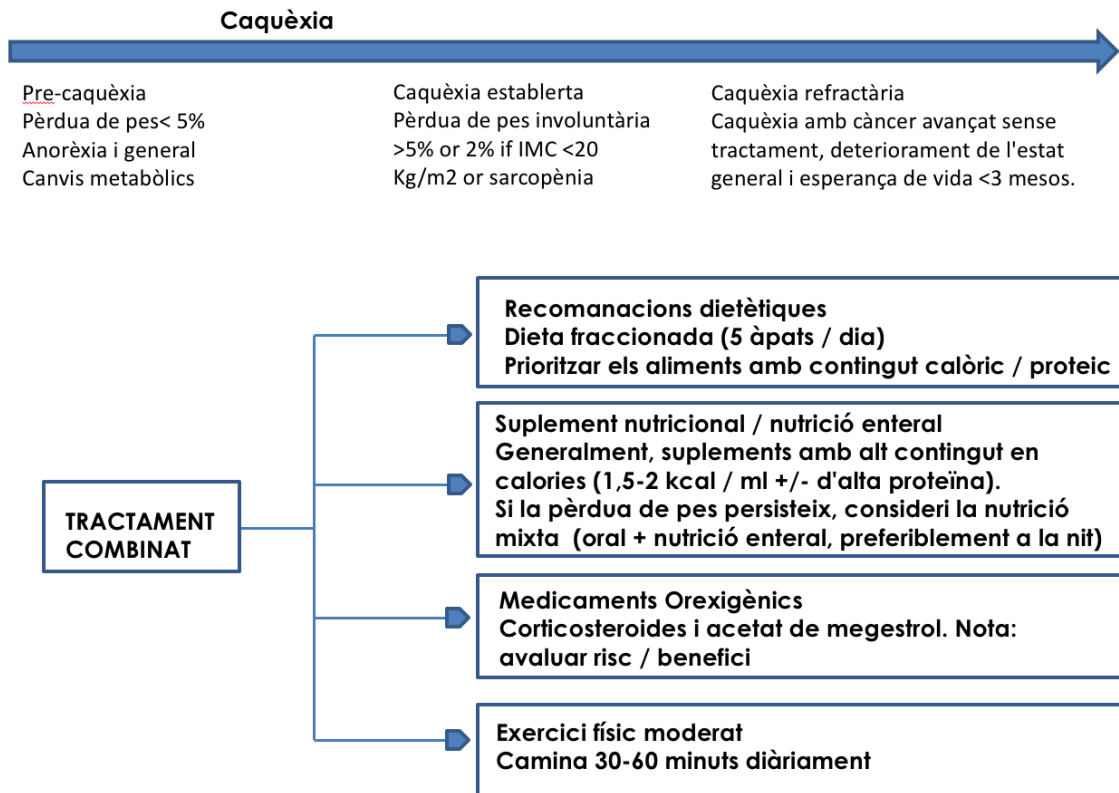 Caquèxia
Pre-caquèxia
Pèrdua de pes< 5%
Anorèxia i general
Canvis metabòlics
Caquèxia establerta
Pèrdua de pes involuntària
>5% or 2% if IMC <20
Kg/m2 or sarcopènia
Caquèxia refractària
Caquèxia amb càncer avançat sense
tractament, deteriorament de l'estat
general i esperança de vida <3 mesos.
TRACTAMENT
COMBINAT
Recomanacions dietètiques
Dieta fraccionada (5 àpats / dia)
Prioritzar els aliments amb contingut calòric / proteic
Suplement nutricional / nutrició enteral
Generalment, suplements amb alt contingut en
calories (1,5-2 kcal / ml +/- d'alta proteïna).
Si la pèrdua de pes persisteix, consideri la nutrició
mixta (oral + nutrició enteral, preferiblement a la nit)
Medicaments Orexigènics
Corticosteroides i acetat de megestrol. Nota:
avaluar risc / benefici
Exercici físic moderat
Camina 30-60 minuts diàriament